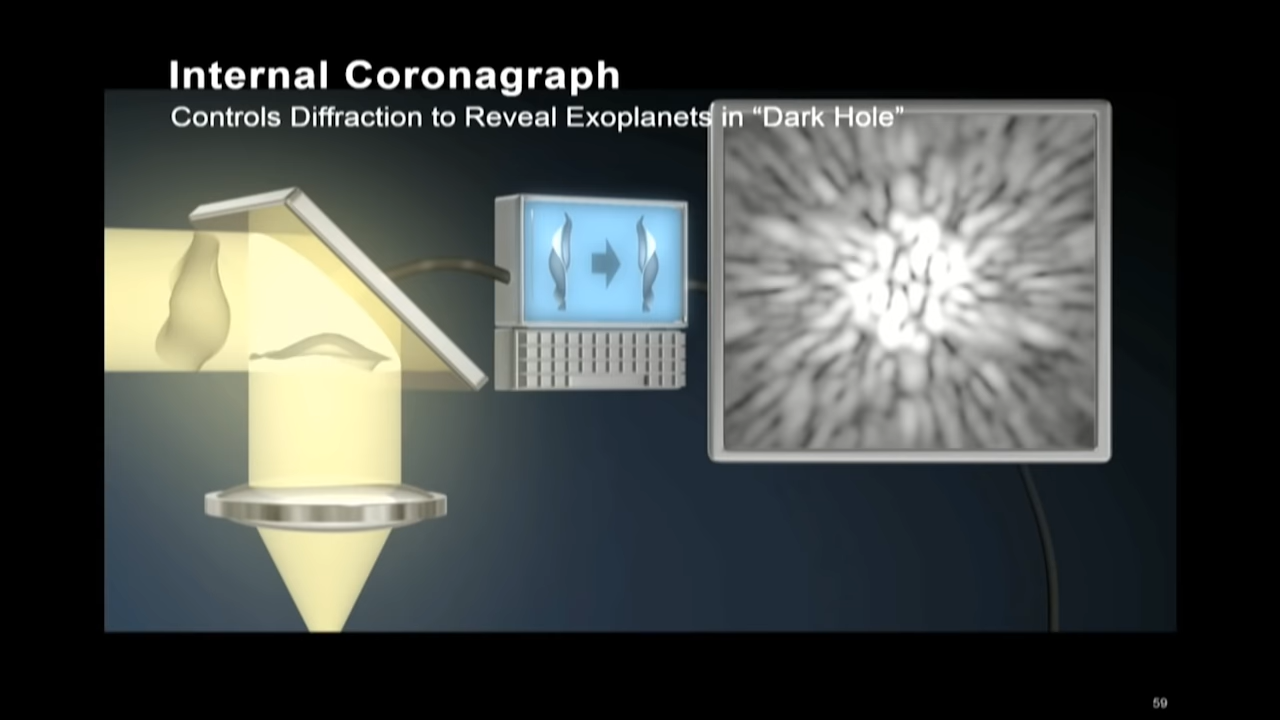 Internal Coronagraph
Controls Diffraction to Reveal Exoplanets in “Dark Hole”
59